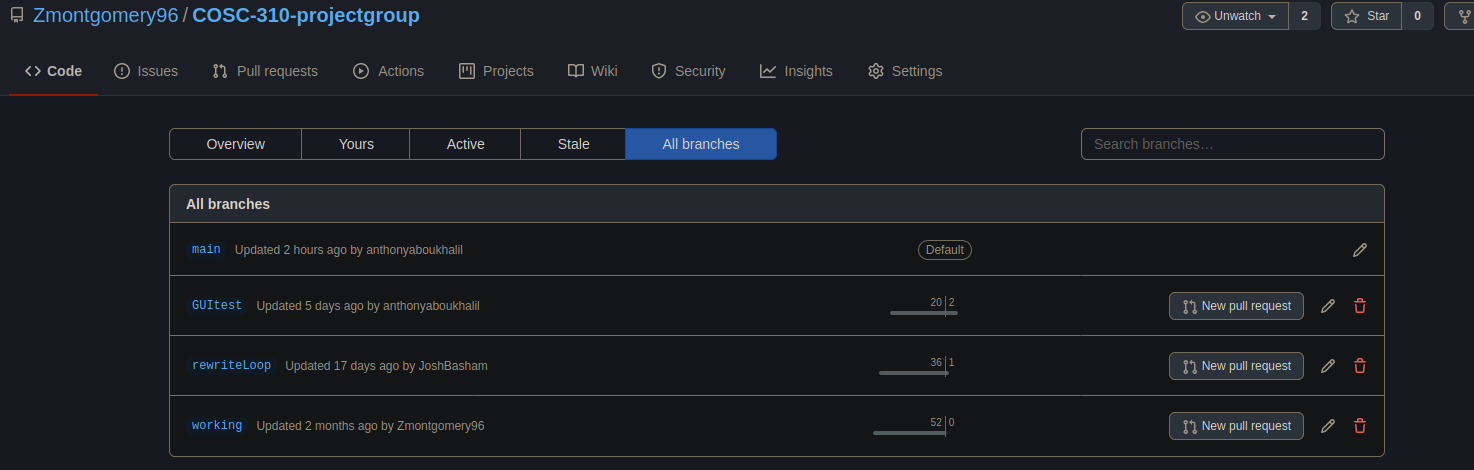 Zmontgomery96 / COSC-310-projectgroup
Unwatch 2 Star 0
Code Issues Pull requests Actions Projects Wiki Security Insights Settings
Overview Yours Active Stale All branches Search branches…
All branches
main Updated 2 hours ago by anthonyaboukhalil Default
GUItest Updated 5 days ago by anthonyaboukhalil 20 2 New pull request
rewriteLoop Updated 17 days ago by JoshBasham 36 1 New pull request
working Updated 2 months ago by Zmontgomery96 52 0 New pull request